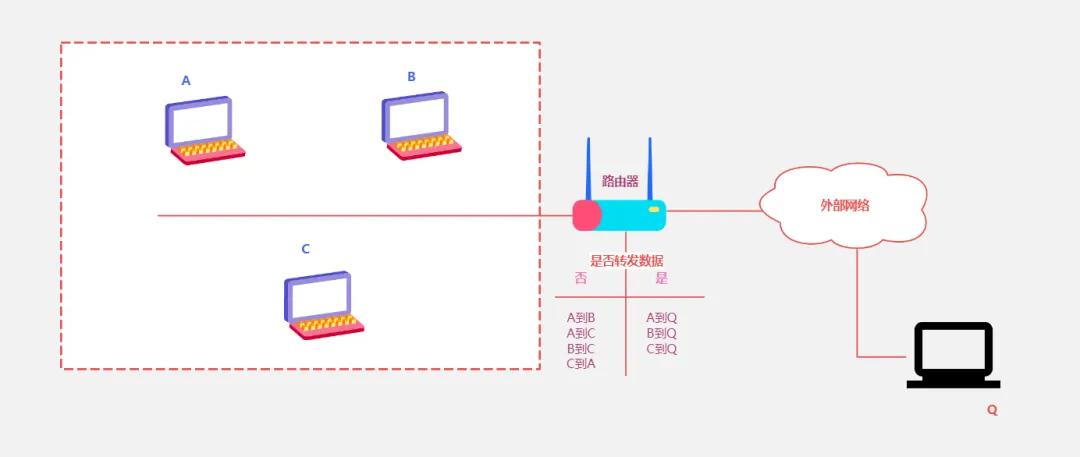 A
B
C
路由器
外部网络
是否转发数据
否 是
A到B A到Q
A到C B到Q
B到C C到Q
C到A
Q